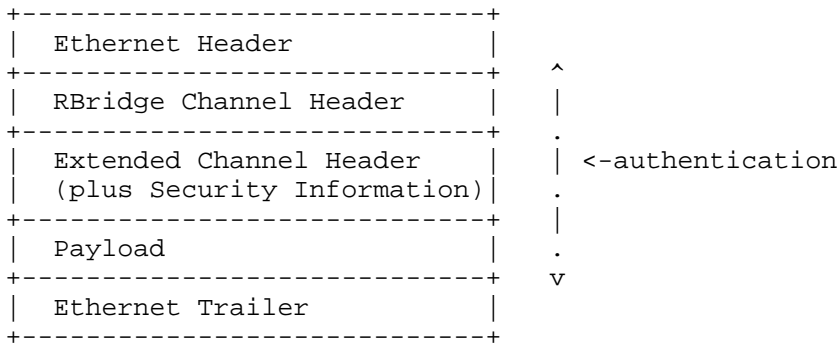 +-----------------------------+
|  Ethernet Header            |
+-----------------------------+    ^
|  RBridge Channel Header     |    |
+-----------------------------+    .
|  Extended Channel Header    |    | <-authentication
|  (plus Security Information)|    .
+-----------------------------+    |
|  Payload                    |    .
+-----------------------------+    v
|  Ethernet Trailer           |
+-----------------------------+